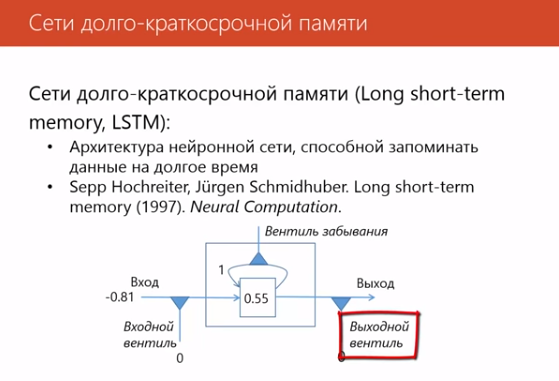 Сети долго-краткосрочной памяти
Сети долго-краткосрочной памяти (Long short-term
memory, LSTM):
• Архитектура нейронной сети, способной запоминать
данные на долгое время
• Sepp Hochreiter, Jürgen Schmidhuber. Long short-term
memory (1997). Neural Computation.
Вентиль забывания
1
Вход
Выход
-0.81
0.55
Входной
вентиль
0
Выходной
вентиль
0